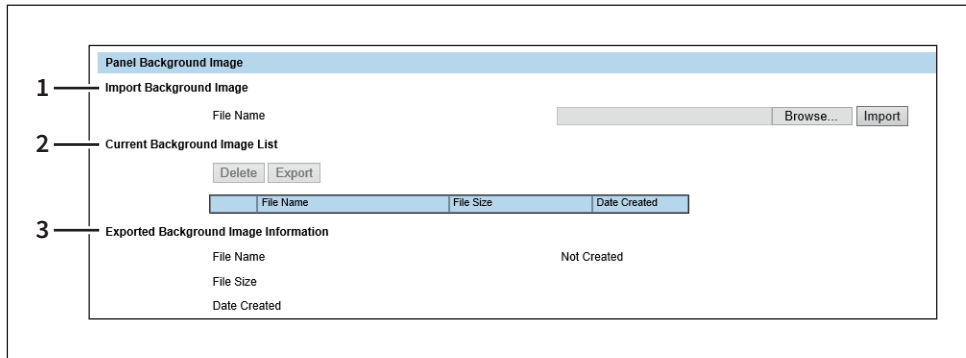 Panel Background Image
1 Import Background Image
File Name Browse... Import
2 Current Background Image List
Delete Export
File Name File Size Date Created
3 Exported Background Image Information
File Name Not Created
File Size
Date Created